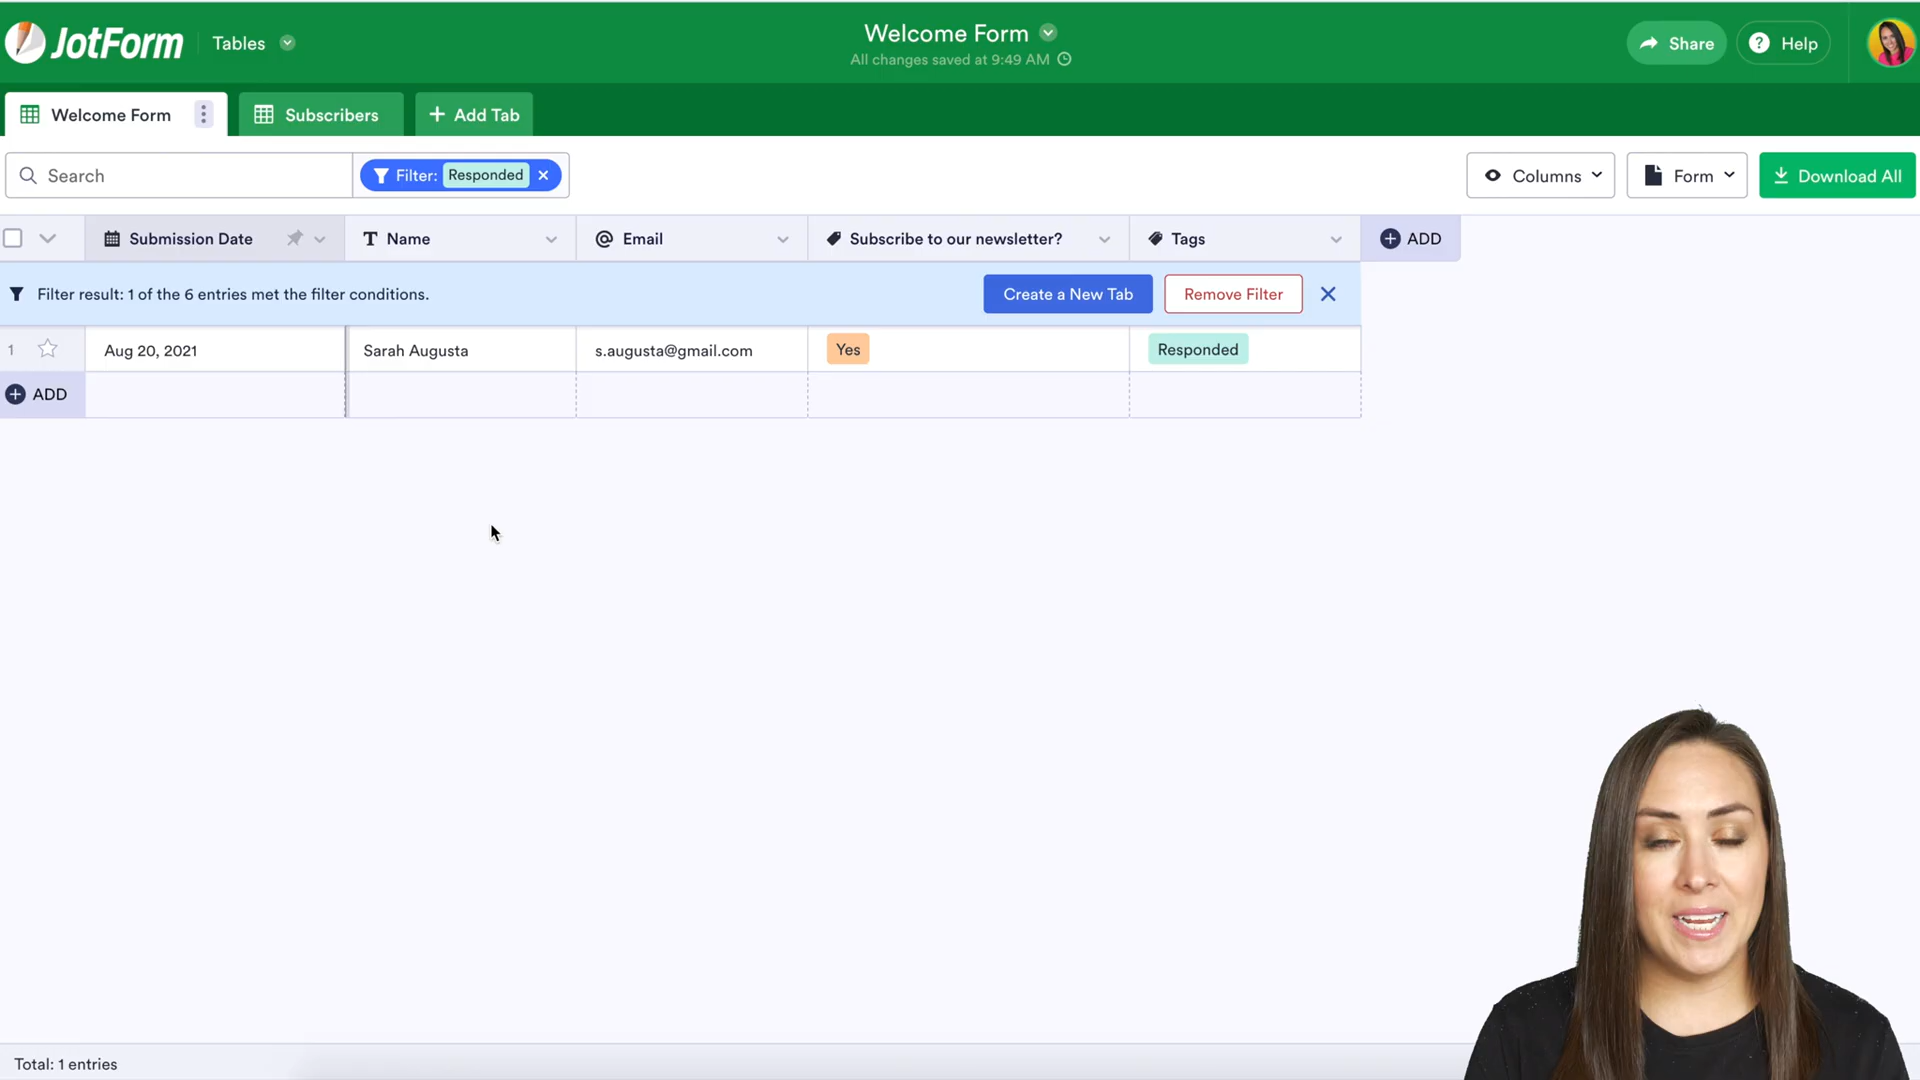 JotForm Tables
Welcome Form
All changes saved at 9:49 AM
Share
? Help
Welcome Form
Subscribers
+ Add Tab
Search
Filter: Responded ×
Columns
Form
Download All
Submission Date
Name
@ Email
Subscribe to our newsletter?
Tags
+ ADD
Filter result: 1 of the 6 entries met the filter conditions.
Create a New Tab
Remove Filter
×
1 Aug 20, 2021 Sarah Augusta s.augusta@gmail.com Yes Responded
+ ADD
Total: 1 entries